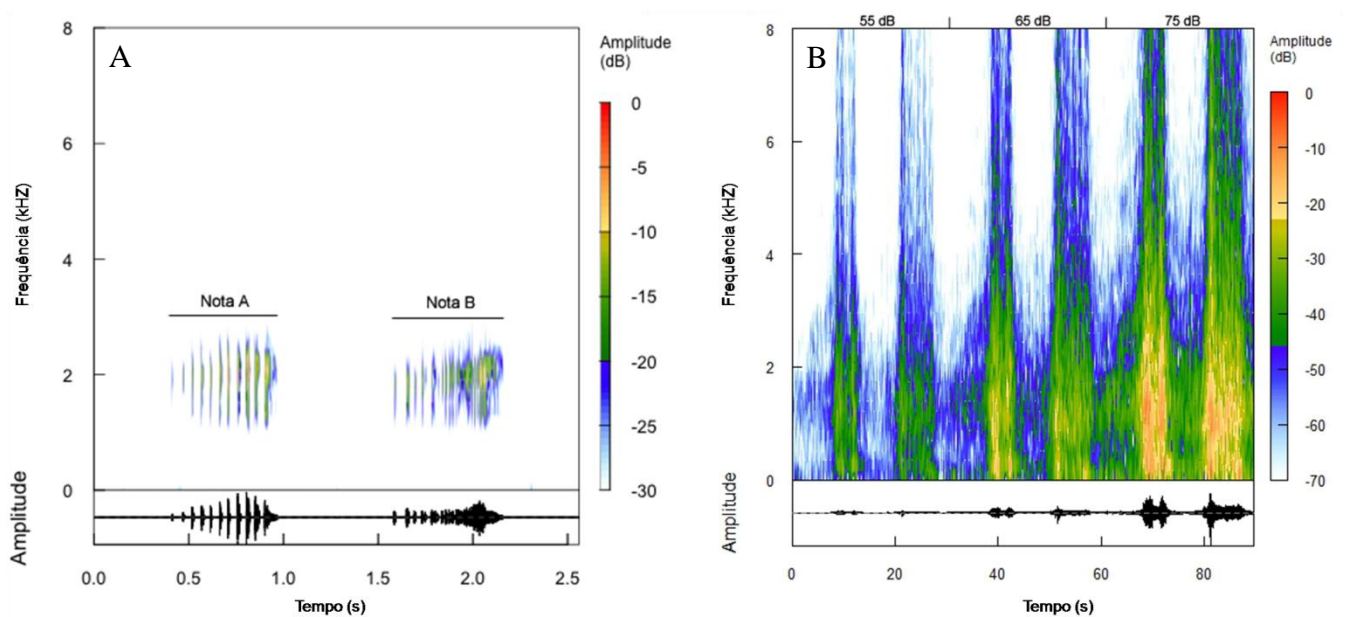 A
Amplitude
(dB)
0
-5
-10
-15
-20
-25
-30
8
6
4
2
0
Frequência (kHZ)
Amplitude
Nota A
Nota B
0.0 0.5 1.0 1.5 2.0 2.5
Tempo (s)
55 dB 65 dB 75 dB
B
Amplitude
(dB)
0
-10
-20
-30
-40
-50
-60
-70
8
6
4
2
0
Frequência (kHZ)
Amplitude
0 20 40 60 80
Tempo (s)